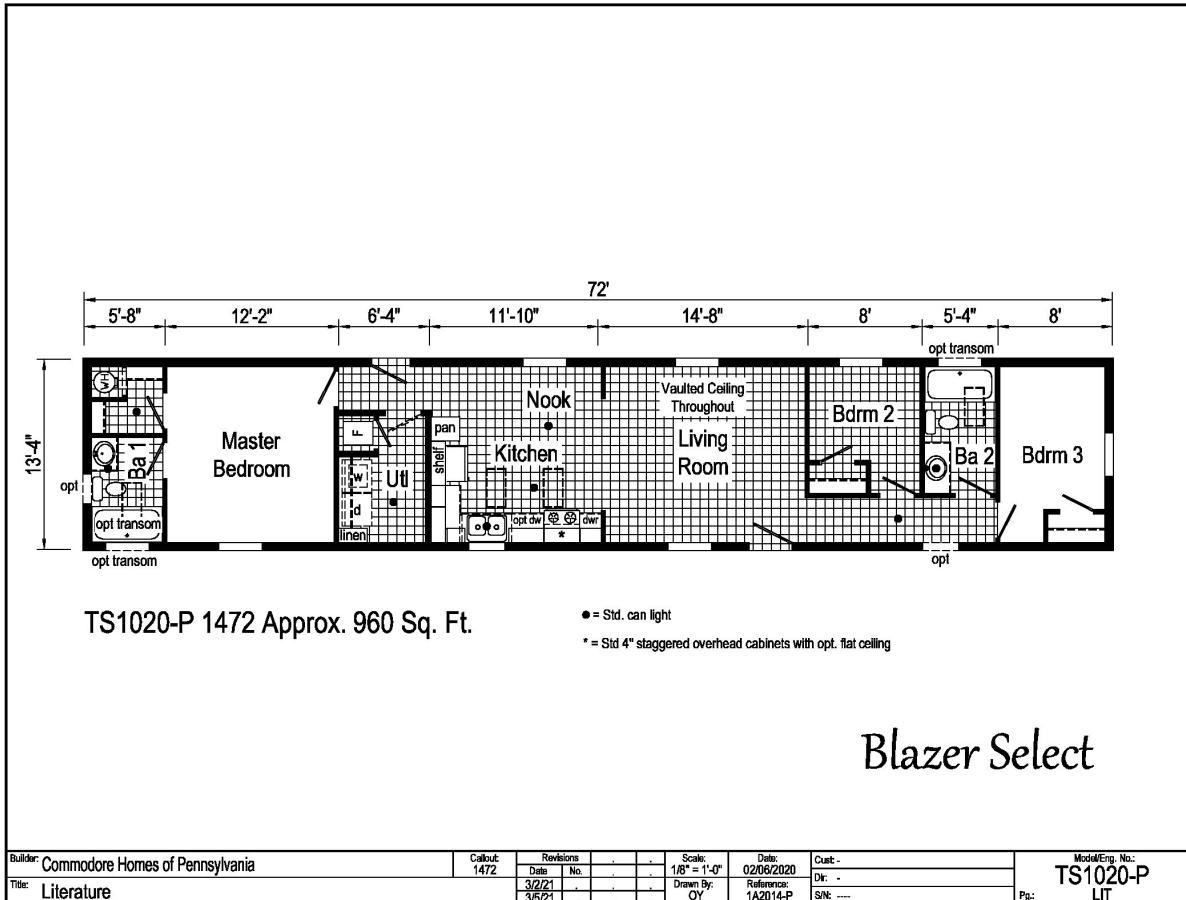 72'
5'-8" 12'-2" 6'-4" 11'-10" 14'-8" 8' 5'-4" 8'
opt transom
13'-4"
WH
Nook
Vaulted Ceiling
Throughout
Bdrm 2
F
pan
Master
Bedroom
Living
Room
Kitchen
shelf
Ba 1
Utl
w
d
linen
Ba 2
Bdrm 3
opt
opt transom
opt dw
dwr
*
opt transom
opt
TS1020-P 1472 Approx. 960 Sq. Ft.
● = Std. can light
* = Std 4" staggered overhead cabinets with opt. flat ceiling
Blazer Select
Builder: Commodore Homes of Pennsylvania
Title: Literature
Callout:
1472
Revisions . .
Date No.
3/2/21 . . .
3/5/21
Scale:
1/8" = 1'-0"
Drawn By:
OY
Date:
02/06/2020
Reference:
1A2014-P
Cust: -
Dlr: -
S/N: ----
Model/Eng. No.:
TS1020-P
Pg.: LIT